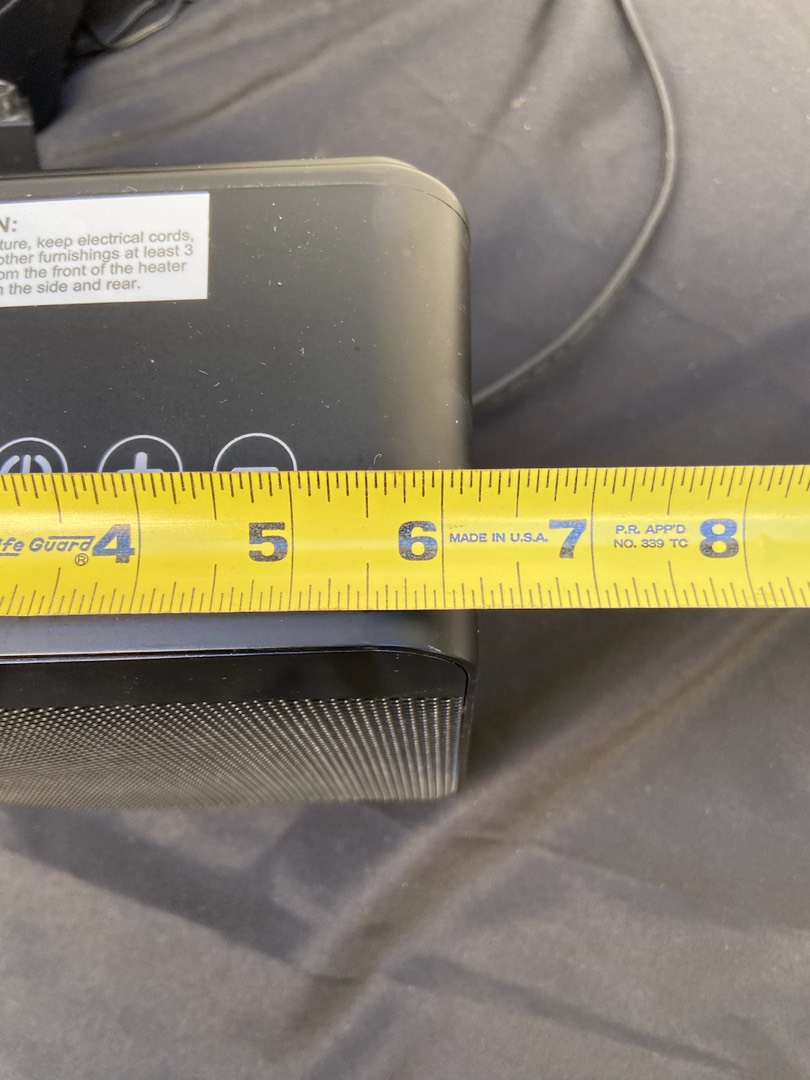 N:
ture, keep electrical cords,
other furnishings at least 3
om the front of the heater
n the side and rear.
ife Guard® 4 5 6 MADE IN U.S.A. 7 P.R. APP'D 8
NO. 339 TC